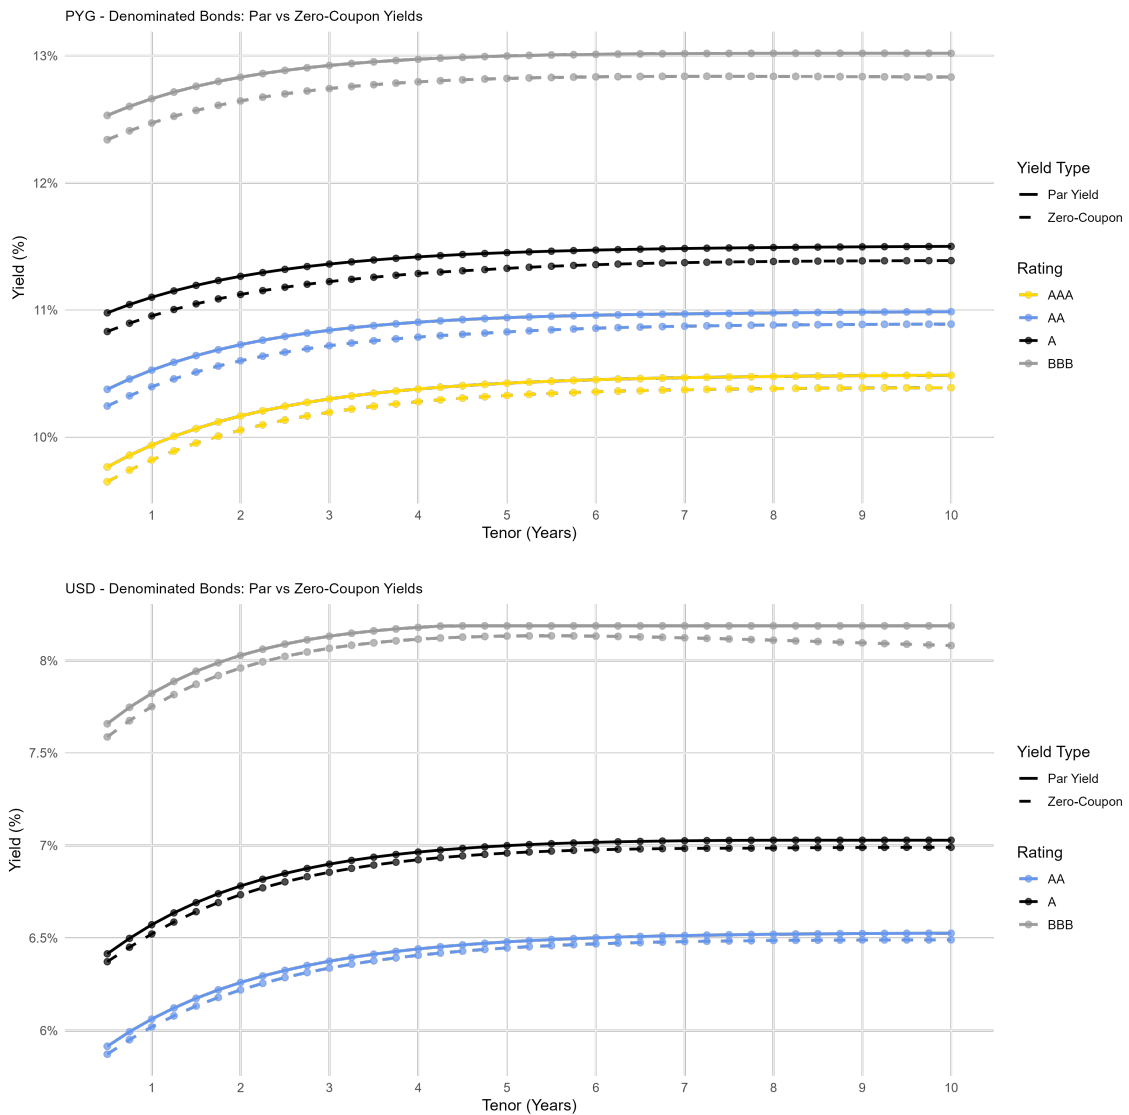 PYG - Denominated Bonds: Par vs Zero-Coupon Yields
13%
12%
11%
10%
Yield (%)
1 2 3 4 5 6 7 8 9 10
Tenor (Years)
Yield Type
Par Yield
Zero-Coupon
Rating
AAA
AA
A
BBB
USD - Denominated Bonds: Par vs Zero-Coupon Yields
8%
7.5%
7%
6.5%
6%
Yield (%)
1 2 3 4 5 6 7 8 9 10
Tenor (Years)
Yield Type
Par Yield
Zero-Coupon
Rating
AA
A
BBB